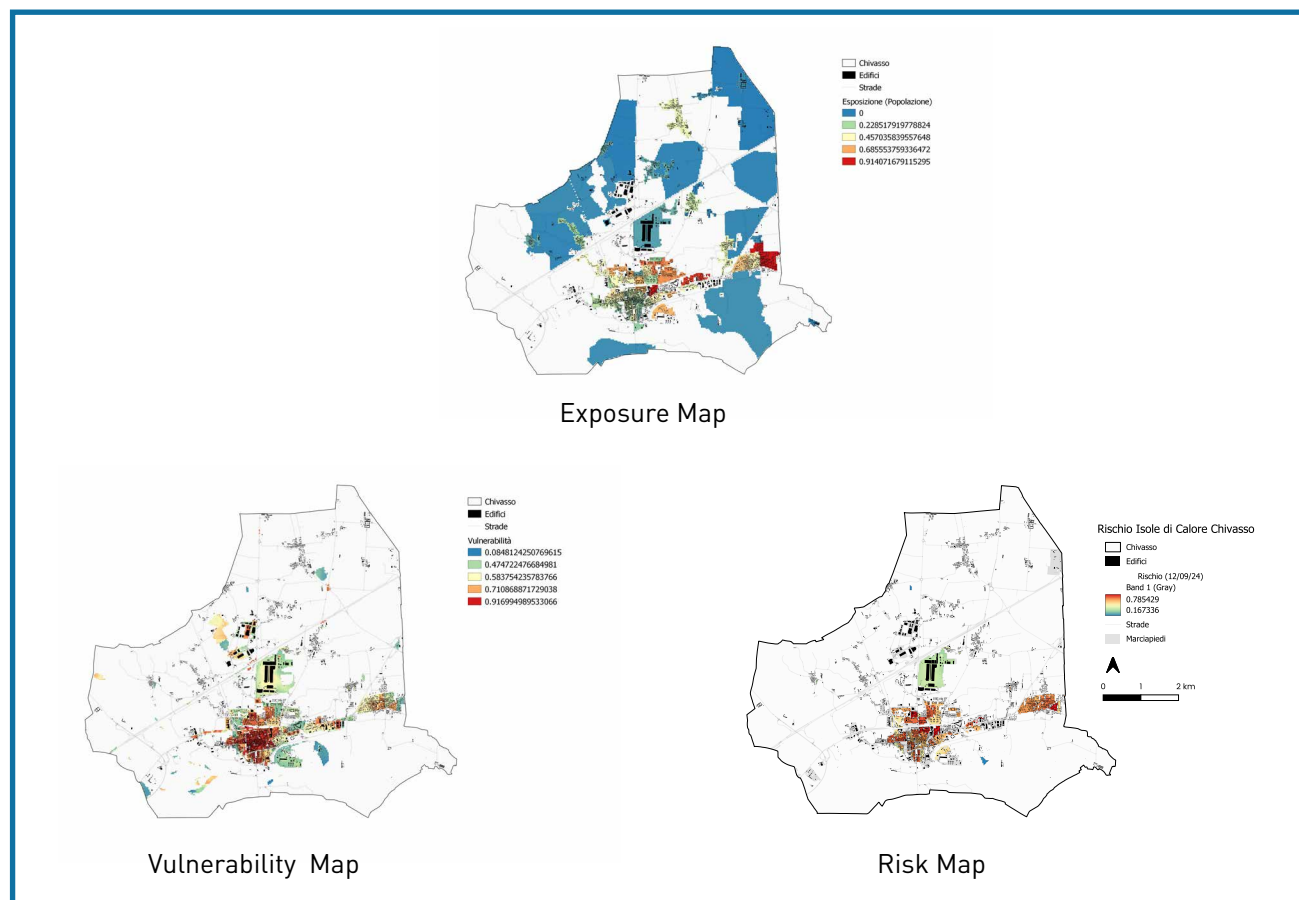 Chivasso
Edifici
Strade
Esposizione (Popolazione)
0
0.228517919778824
0.457035839557648
0.685553759336472
0.914071679115295
Exposure Map
Chivasso
Edifici
Strade
Vulnerabilità
0.0848124250769615
0.474722476684981
0.583754235783766
0.710868871729038
0.916994989533066
Vulnerability Map
Rischio Isole di Calore Chivasso
Chivasso
Edifici
Rischio (12/09/24)
Band 1 (Gray)
0.785429
0.167336
Strade
Marciapiedi
0 1 2 km
Risk Map